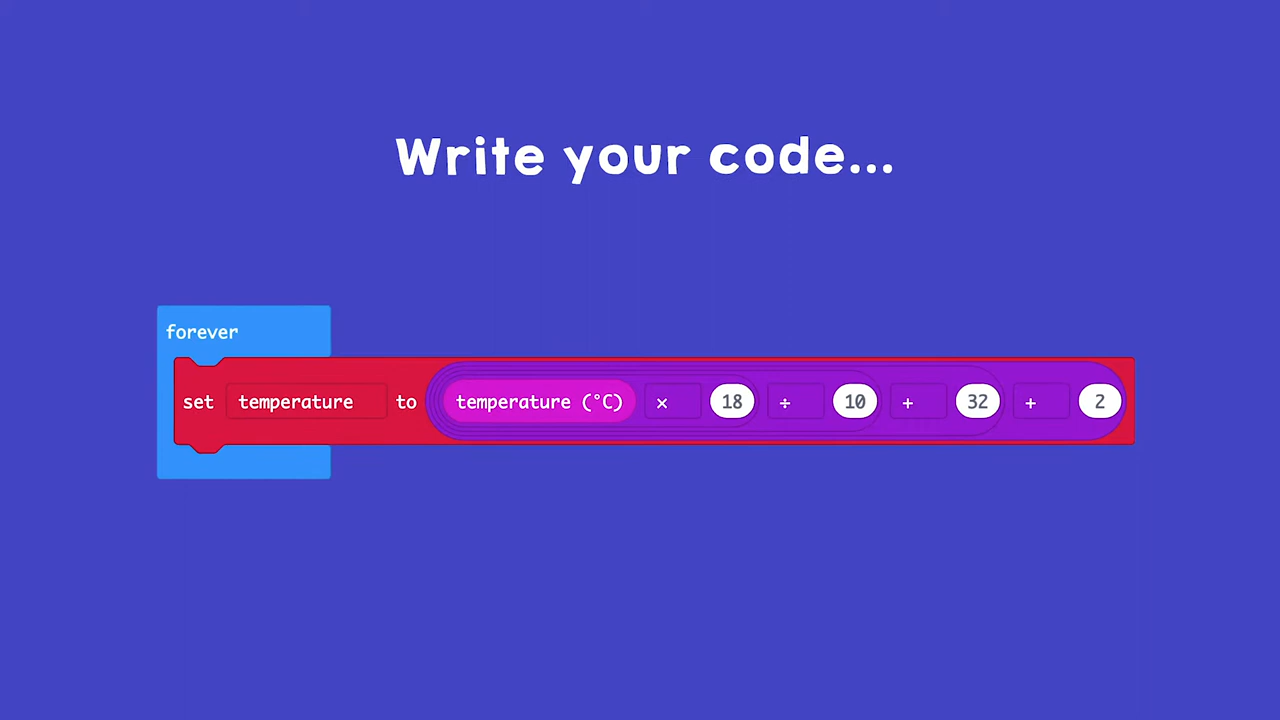 Write your code...
forever
set temperature to temperature (°C) × 18 ÷ 10 + 32 + 2